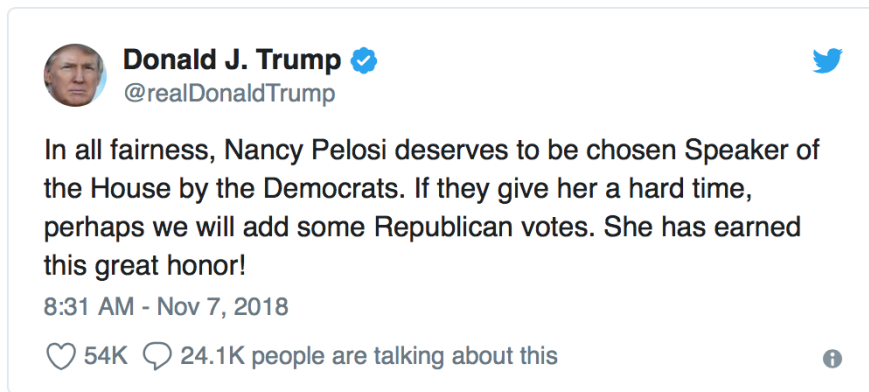 Donald J. Trump
@realDonaldTrump
In all fairness, Nancy Pelosi deserves to be chosen Speaker of
the House by the Democrats. If they give her a hard time,
perhaps we will add some Republican votes. She has earned
this great honor!
8:31 AM - Nov 7, 2018
54K 24.1K people are talking about this